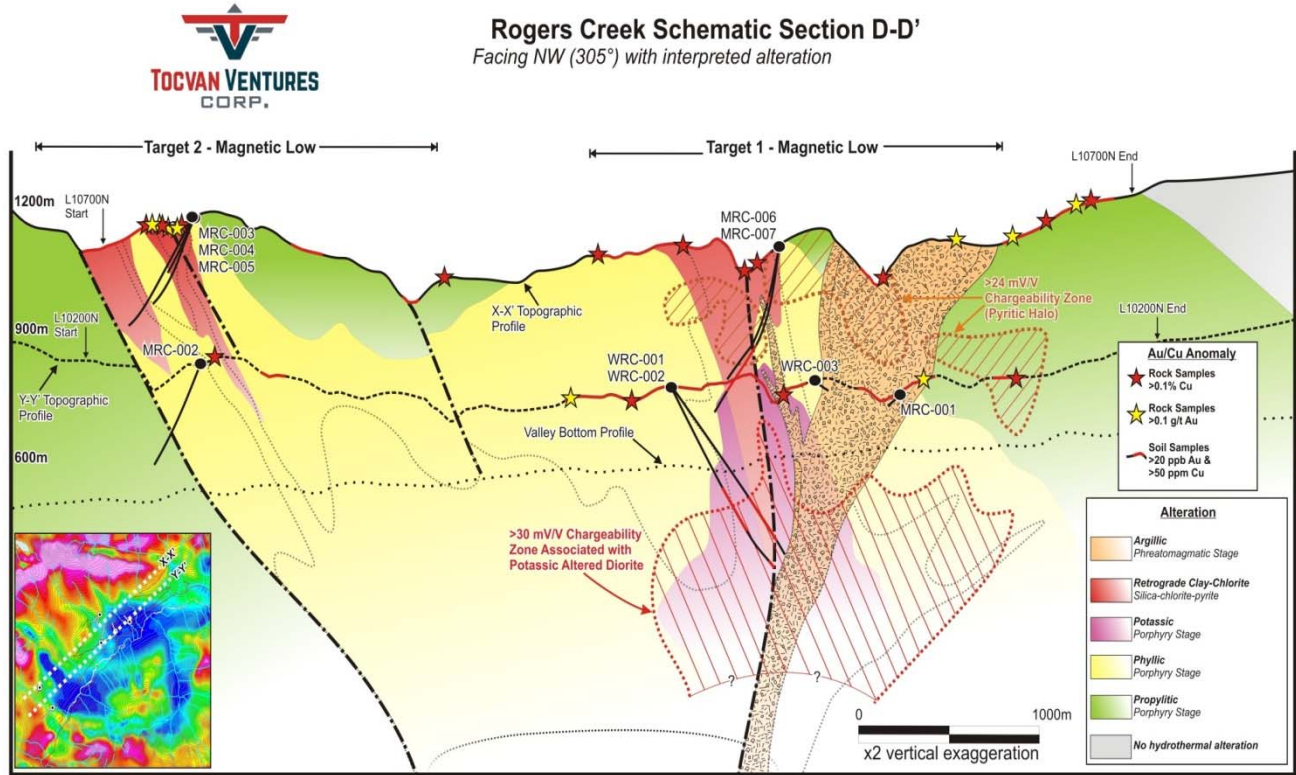 TOCVAN VENTURES
CORP.
Rogers Creek Schematic Section D-D'
Facing NW (305°) with interpreted alteration
Target 2 - Magnetic Low
Target 1 - Magnetic Low
L10700N End
1200m
L10700N
Start
MRC-003
MRC-004
MRC-005
MRC-006
MRC-007
X-X' Topographic
Profile
>24 mV/V
Chargeability Zone
(Pyritic Halo)
900m
L10200N
Start
L10200N End
MRC-002
Y-Y' Topographic
Profile
WRC-001
WRC-002
WRC-003
MRC-001
Valley Bottom Profile
600m
Au/Cu Anomaly
Rock Samples
>0.1% Cu
Rock Samples
>0.1 g/t Au
Soil Samples
>20 ppb Au &
>50 ppm Cu
>30 mV/V Chargeability
Zone Associated with
Potassic Altered Diorite
X-X'
Y-Y'
? ?
Alteration
Argillic
Phreatomagmatic Stage
Retrograde Clay-Chlorite
Silica-chlorite-pyrite
Potassic
Porphyry Stage
Phyllic
Porphyry Stage
Propylitic
Porphyry Stage
No hydrothermal alteration
0 1000m
x2 vertical exaggeration